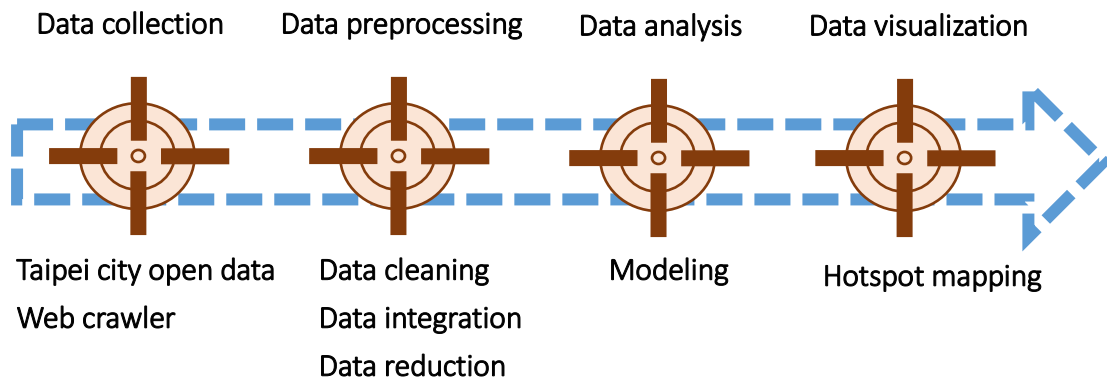 Data collection
Data preprocessing
Data analysis
Data visualization
Taipei city open data
Web crawler
Data cleaning
Data integration
Data reduction
Modeling
Hotspot mapping